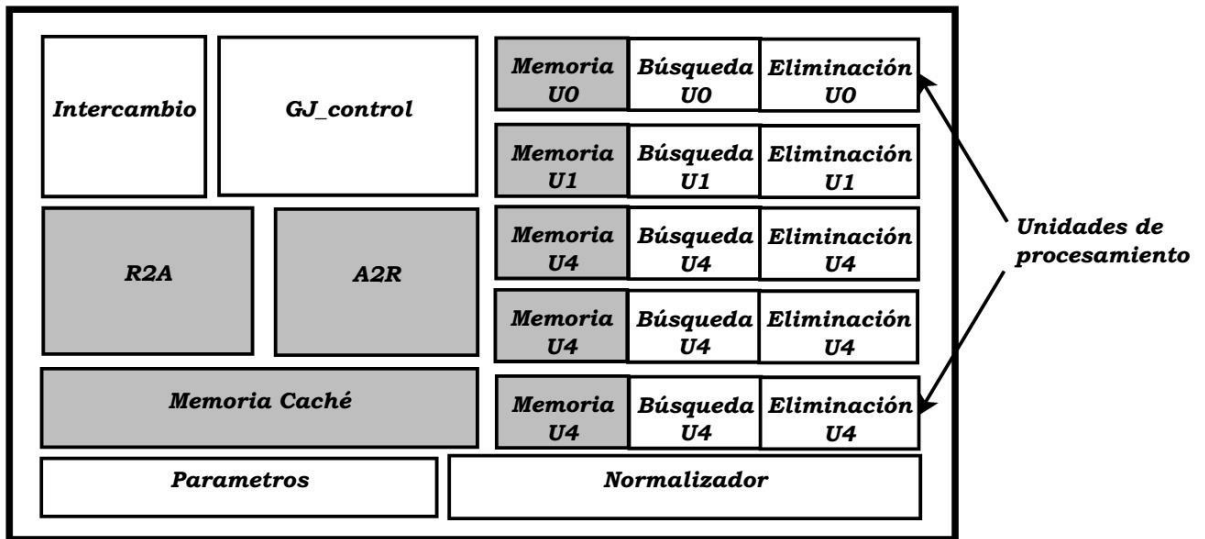 Intercambio
GJ_control
R2A
A2R
Memoria Caché
Parametros
Normalizador
Memoria
U0
Búsqueda
U0
Eliminación
U0
Memoria
U1
Búsqueda
U1
Eliminación
U1
Memoria
U4
Búsqueda
U4
Eliminación
U4
Memoria
U4
Búsqueda
U4
Eliminación
U4
Memoria
U4
Búsqueda
U4
Eliminación
U4
Unidades de
procesamiento